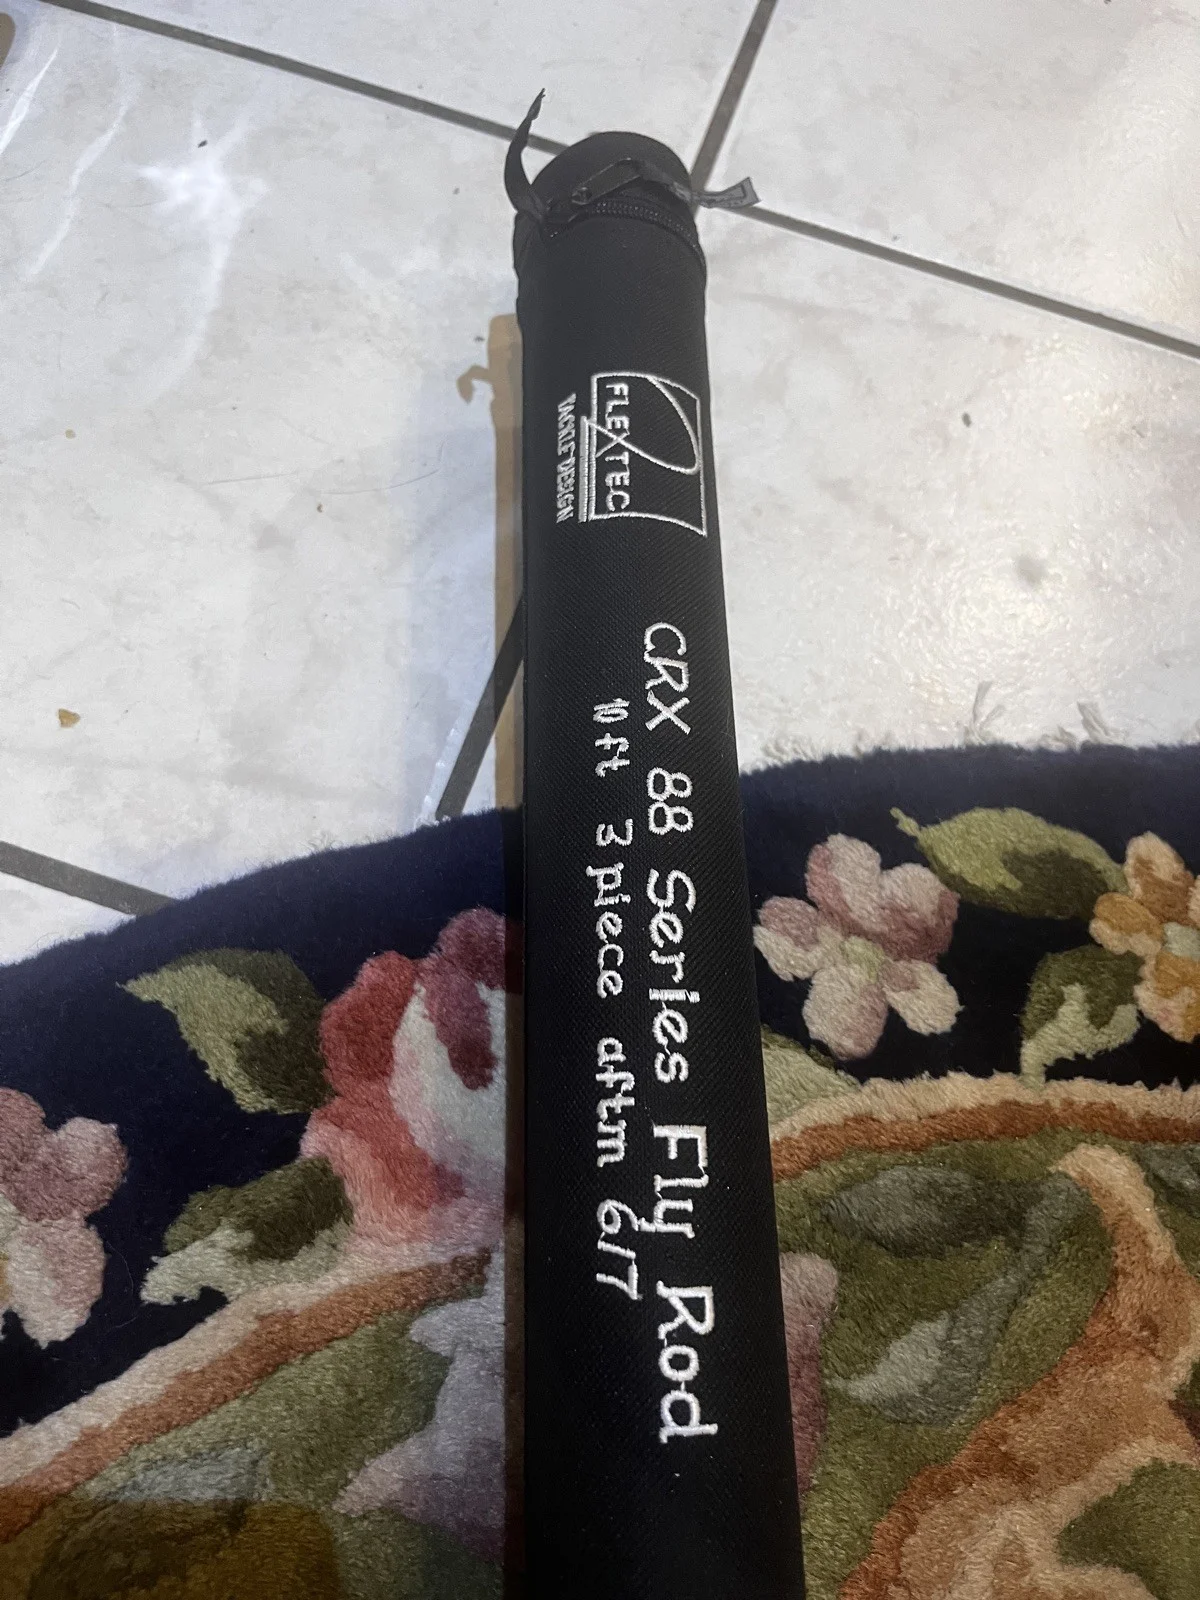 FLEXTEC
TACKLE DESIGN
CRX 88 Series Fly Rod
10 ft 3 piece aftm 6/7